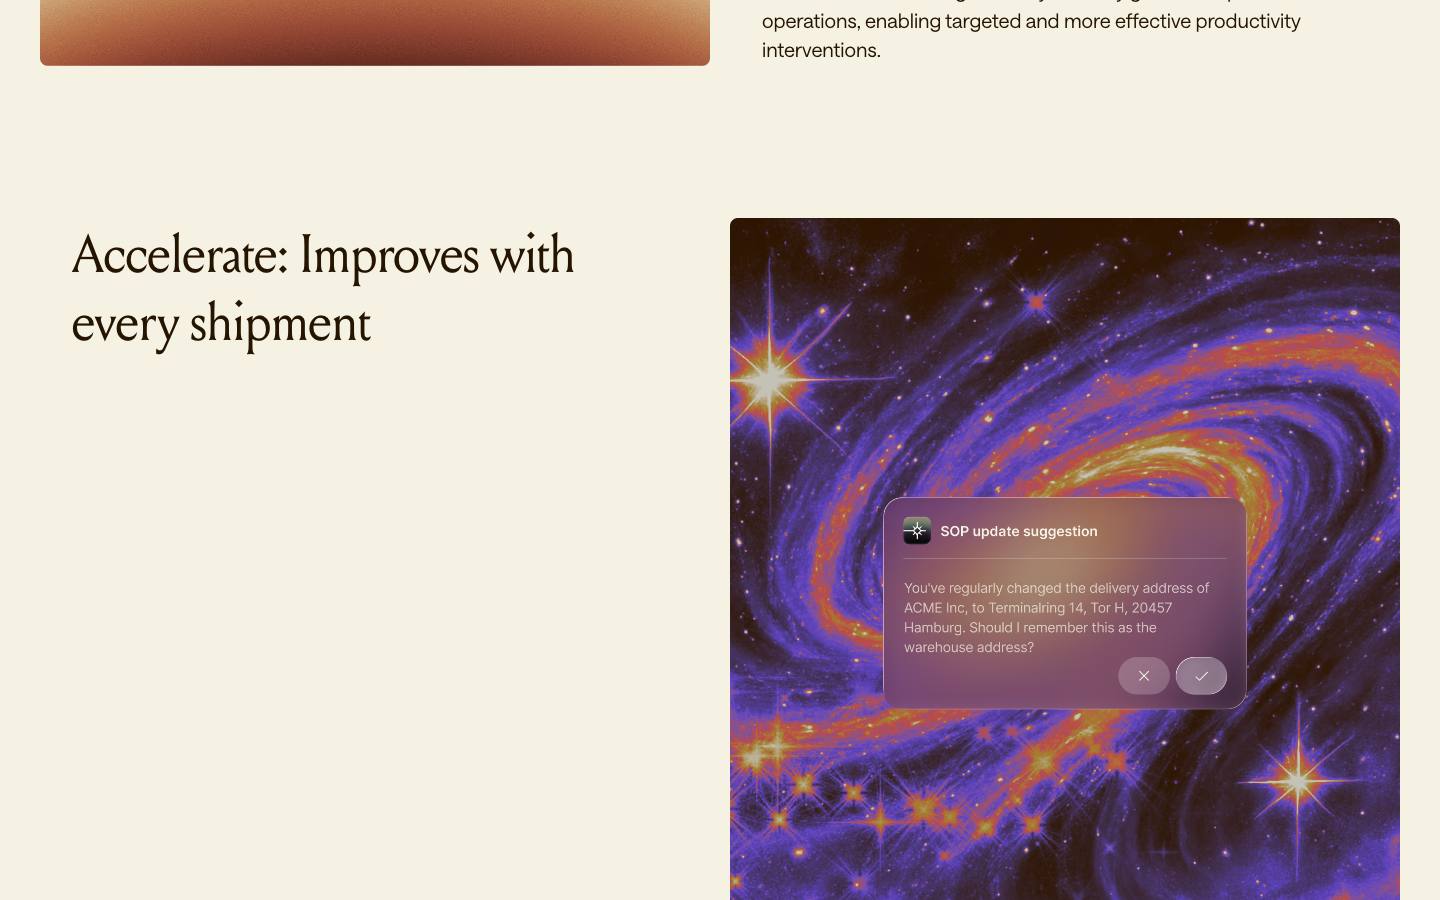 operations, enabling targeted and more effective productivity
interventions.
Accelerate: Improves with
every shipment
SOP update suggestion
You've regularly changed the delivery address of
ACME Inc, to Terminalring 14, Tor H, 20457
Hamburg. Should I remember this as the
warehouse address?